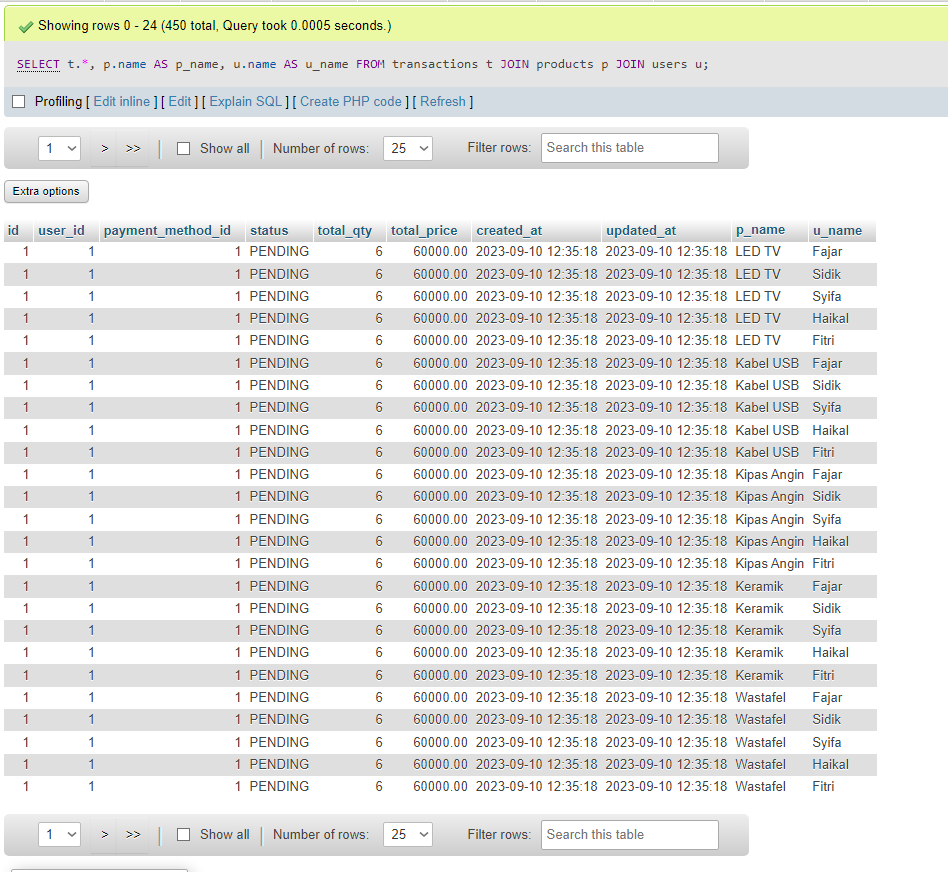 Showing rows 0 - 24 (450 total, Query took 0.0005 seconds.)
SELECT t.*, p.name AS p_name, u.name AS u_name FROM transactions t JOIN products p JOIN users u;
Profiling [ Edit inline ] [ Edit ] [ Explain SQL ] [ Create PHP code ] [ Refresh ]
1 > >> Show all Number of rows: 25 Filter rows: Search this table
Extra options
id user_id payment_method_id status total_qty total_price created_at updated_at p_name u_name
1 1 1 PENDING 6 60000.00 2023-09-10 12:35:18 2023-09-10 12:35:18 LED TV Fajar
1 1 1 PENDING 6 60000.00 2023-09-10 12:35:18 2023-09-10 12:35:18 LED TV Sidik
1 1 1 PENDING 6 60000.00 2023-09-10 12:35:18 2023-09-10 12:35:18 LED TV Syifa
1 1 1 PENDING 6 60000.00 2023-09-10 12:35:18 2023-09-10 12:35:18 LED TV Haikal
1 1 1 PENDING 6 60000.00 2023-09-10 12:35:18 2023-09-10 12:35:18 LED TV Fitri
1 1 1 PENDING 6 60000.00 2023-09-10 12:35:18 2023-09-10 12:35:18 Kabel USB Fajar
1 1 1 PENDING 6 60000.00 2023-09-10 12:35:18 2023-09-10 12:35:18 Kabel USB Sidik
1 1 1 PENDING 6 60000.00 2023-09-10 12:35:18 2023-09-10 12:35:18 Kabel USB Syifa
1 1 1 PENDING 6 60000.00 2023-09-10 12:35:18 2023-09-10 12:35:18 Kabel USB Haikal
1 1 1 PENDING 6 60000.00 2023-09-10 12:35:18 2023-09-10 12:35:18 Kabel USB Fitri
1 1 1 PENDING 6 60000.00 2023-09-10 12:35:18 2023-09-10 12:35:18 Kipas Angin Fajar
1 1 1 PENDING 6 60000.00 2023-09-10 12:35:18 2023-09-10 12:35:18 Kipas Angin Sidik
1 1 1 PENDING 6 60000.00 2023-09-10 12:35:18 2023-09-10 12:35:18 Kipas Angin Syifa
1 1 1 PENDING 6 60000.00 2023-09-10 12:35:18 2023-09-10 12:35:18 Kipas Angin Haikal
1 1 1 PENDING 6 60000.00 2023-09-10 12:35:18 2023-09-10 12:35:18 Kipas Angin Fitri
1 1 1 PENDING 6 60000.00 2023-09-10 12:35:18 2023-09-10 12:35:18 Keramik Fajar
1 1 1 PENDING 6 60000.00 2023-09-10 12:35:18 2023-09-10 12:35:18 Keramik Sidik
1 1 1 PENDING 6 60000.00 2023-09-10 12:35:18 2023-09-10 12:35:18 Keramik Syifa
1 1 1 PENDING 6 60000.00 2023-09-10 12:35:18 2023-09-10 12:35:18 Keramik Haikal
1 1 1 PENDING 6 60000.00 2023-09-10 12:35:18 2023-09-10 12:35:18 Keramik Fitri
1 1 1 PENDING 6 60000.00 2023-09-10 12:35:18 2023-09-10 12:35:18 Wastafel Fajar
1 1 1 PENDING 6 60000.00 2023-09-10 12:35:18 2023-09-10 12:35:18 Wastafel Sidik
1 1 1 PENDING 6 60000.00 2023-09-10 12:35:18 2023-09-10 12:35:18 Wastafel Syifa
1 1 1 PENDING 6 60000.00 2023-09-10 12:35:18 2023-09-10 12:35:18 Wastafel Haikal
1 1 1 PENDING 6 60000.00 2023-09-10 12:35:18 2023-09-10 12:35:18 Wastafel Fitri
1 > >> Show all Number of rows: 25 Filter rows: Search this table